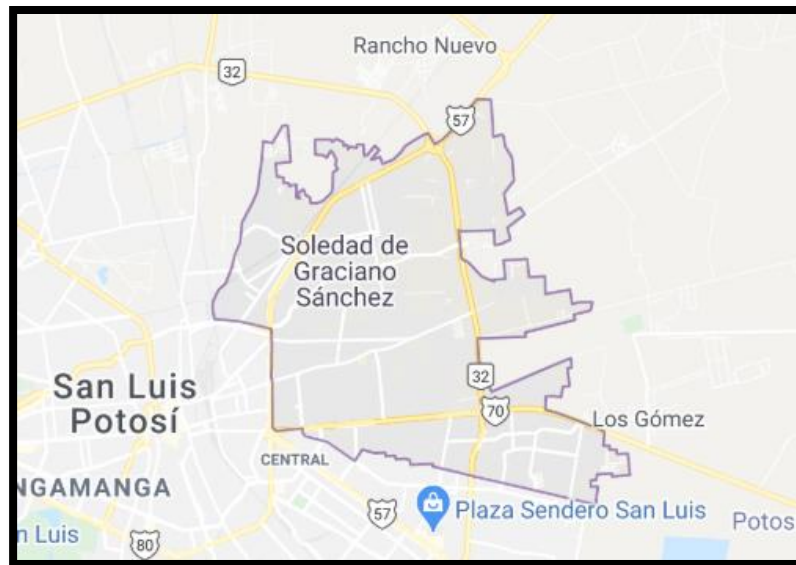 Rancho Nuevo
32
57
Soledad de
Graciano
Sánchez
32
San Luis
Potosí
70
Los Gómez
CENTRAL
NGAMANGA
57
Plaza Sendero San Luis
Potos
n Luis
80